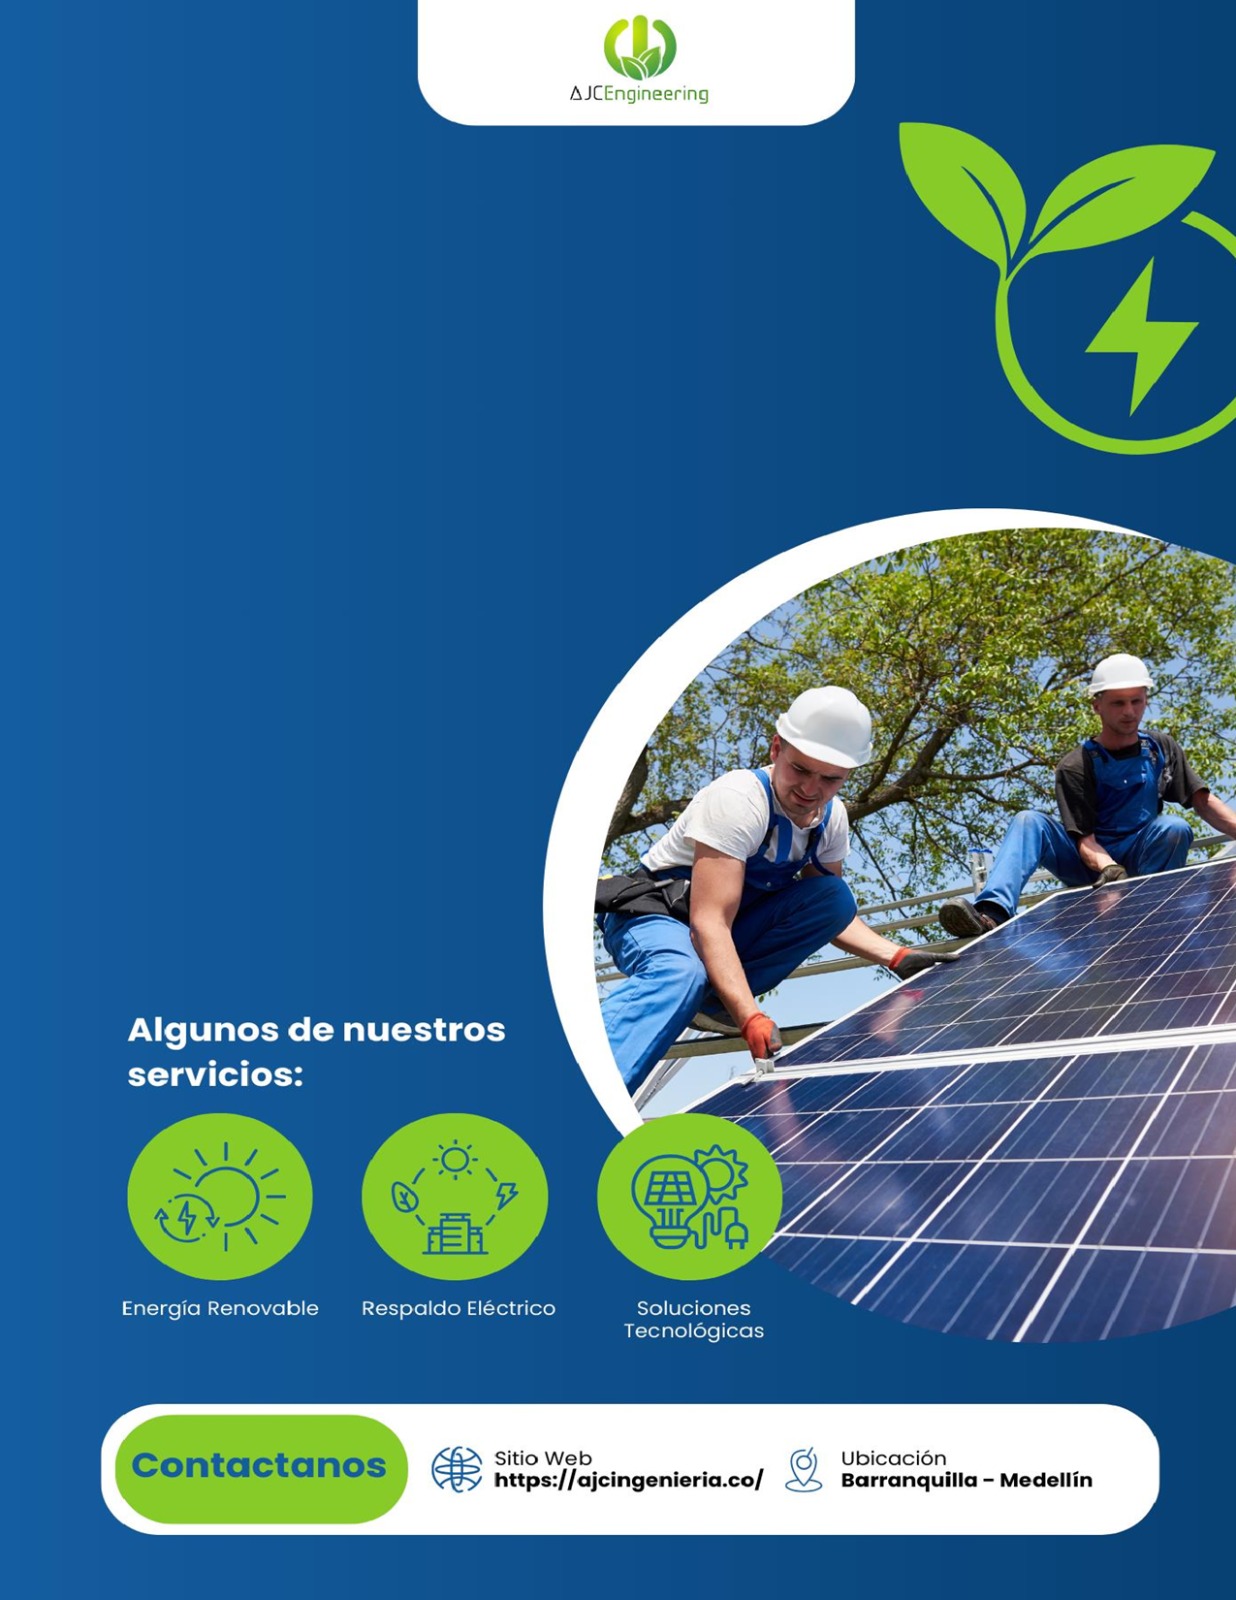 AJCEngineering
Algunos de nuestros
servicios:
Energía Renovable
Respaldo Eléctrico
Soluciones
Tecnológicas
Contactanos
Sitio Web
https://ajcingenieria.co/
Ubicación
Barranquilla - Medellín